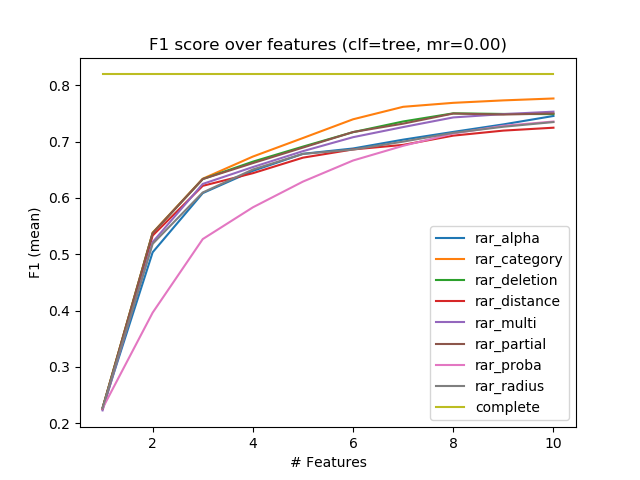 F1 score over features (clf=tree, mr=0.00)
F1 (mean)
0.8
0.7
0.6
0.5
0.4
0.3
0.2
rar_alpha
rar_category
rar_deletion
rar_distance
rar_multi
rar_partial
rar_proba
rar_radius
complete
2 4 6 8 10
# Features